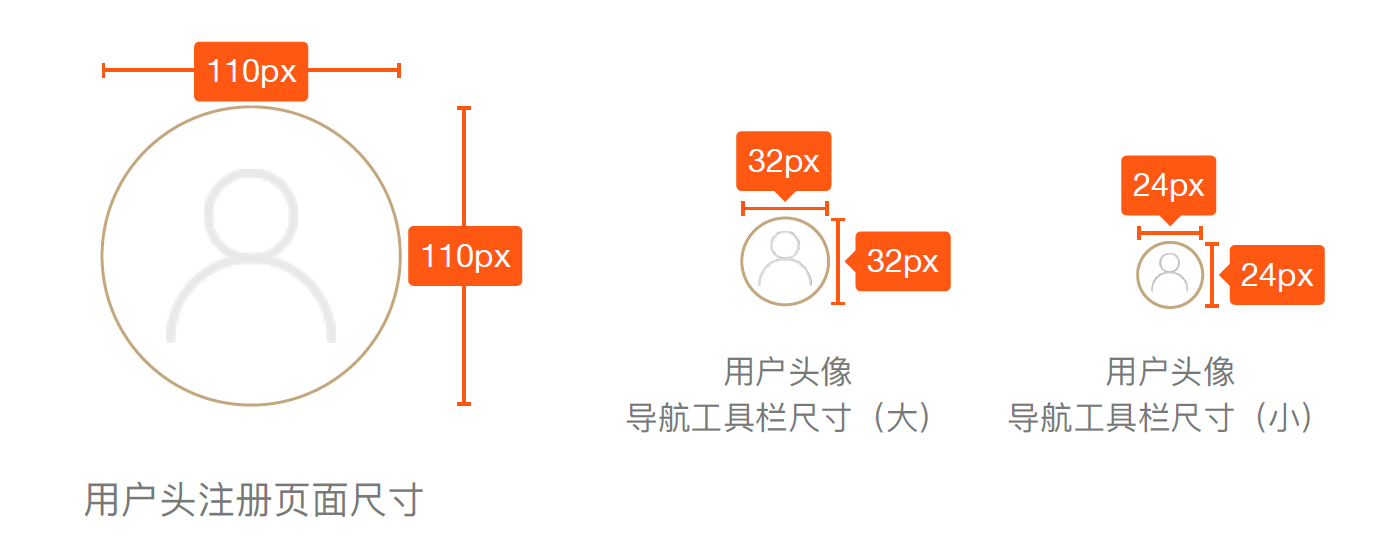 110px
110px
用户头注册页面尺寸
32px
32px
用户头像
导航工具栏尺寸（大）
24px
24px
用户头像
导航工具栏尺寸（小）